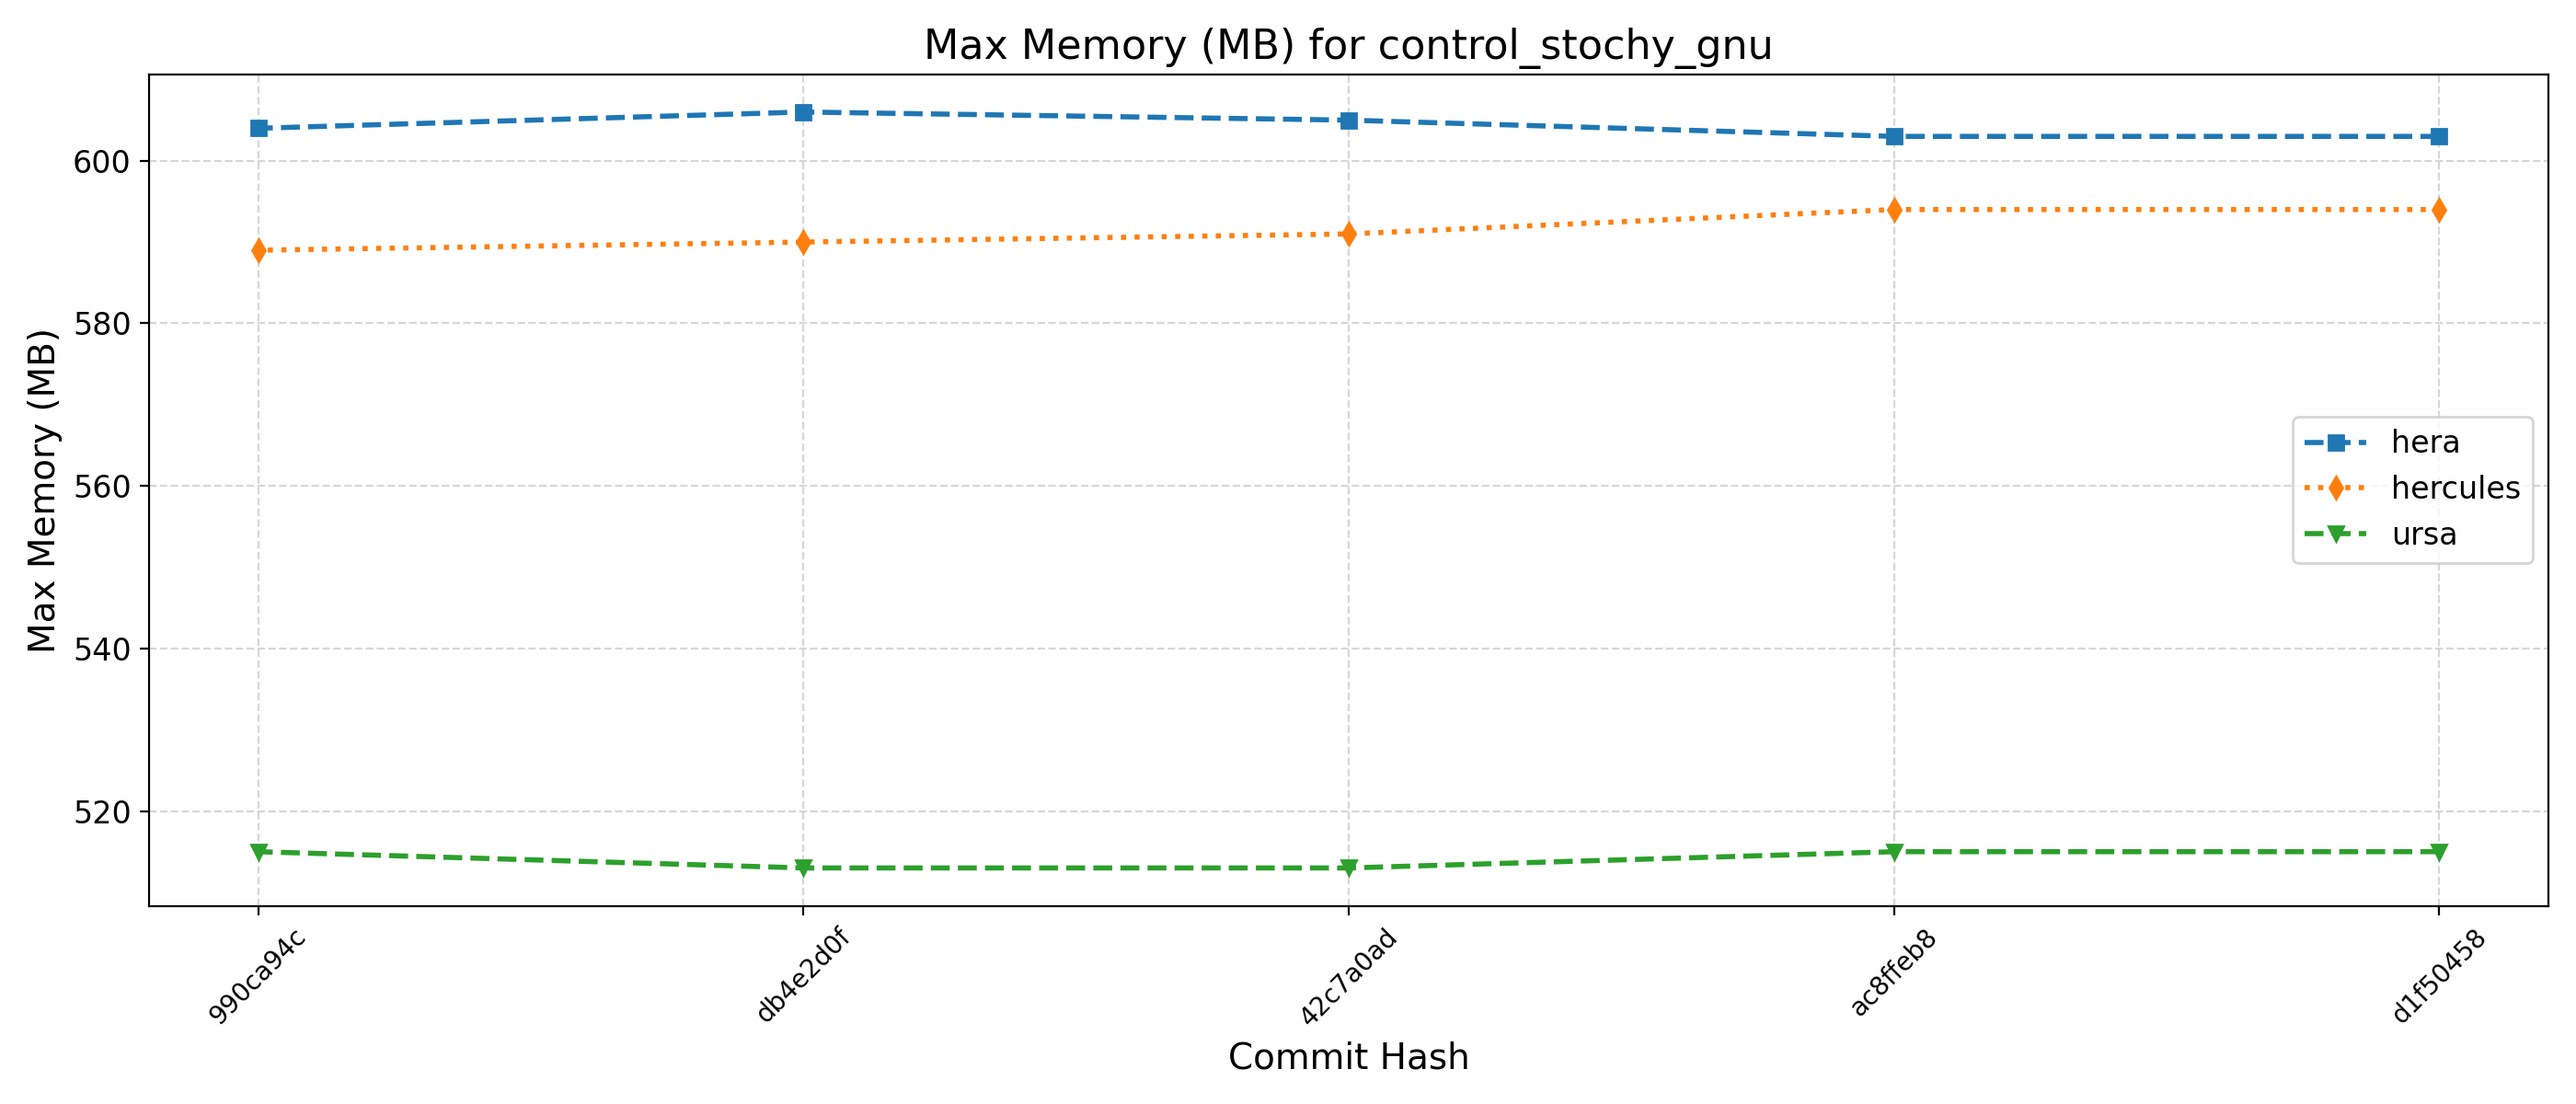 Max Memory (MB) for control_stochy_gnu
Max Memory (MB)
600
580
560
540
520
hera
hercules
ursa
990ca94c
db4e2d0f
42c7a0ad
ac8ffeb8
d1f50458
Commit Hash